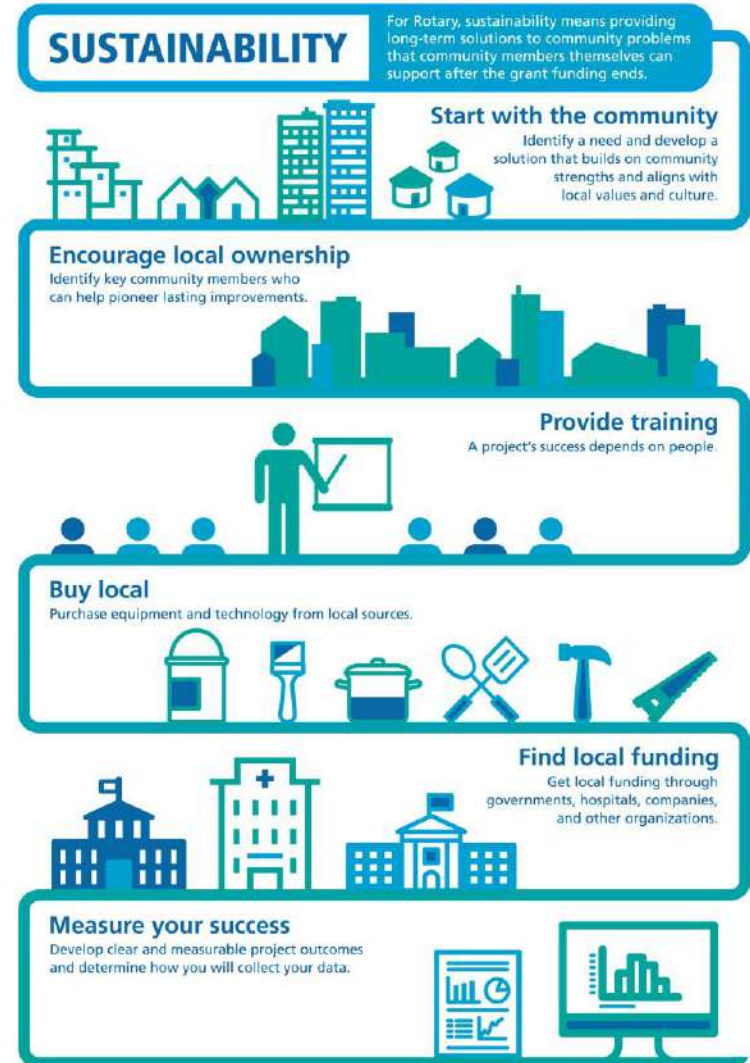 SUSTAINABILITY
For Rotary, sustainability means providing
long-term solutions to community problems
that community members themselves can
support after the grant funding ends.
Start with the community
Identify a need and develop a
solution that builds on community
strengths and aligns with
local values and culture.
Encourage local ownership
Identify key community members who
can help pioneer lasting improvements.
Provide training
A project's success depends on people.
Buy local
Purchase equipment and technology from local sources.
Find local funding
Get local funding through
governments, hospitals, companies,
and other organizations.
Measure your success
Develop clear and measurable project outcomes
and determine how you will collect your data.